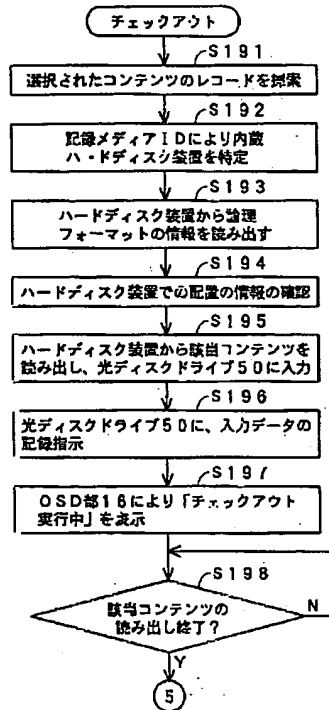 チェックアウト
S191
選択されたコンテンツのレコードを探索
S192
記録メディアIDにより内蔵
ハードディスク装置を特定
S193
ハードディスク装置から論理
フォーマットの情報を読み出す
S194
ハードディスク装置での配置の情報の確認
S195
ハードディスク装置から該当コンテンツを
読み出し、光ディスクドライブ50に入力
S196
光ディスクドライブ50に、入力データの
記録指示
S197
OSD部16により「チェックアウト
実行中」を表示
S198
該当コンテンツの
読み出し終了?
N
Y
5